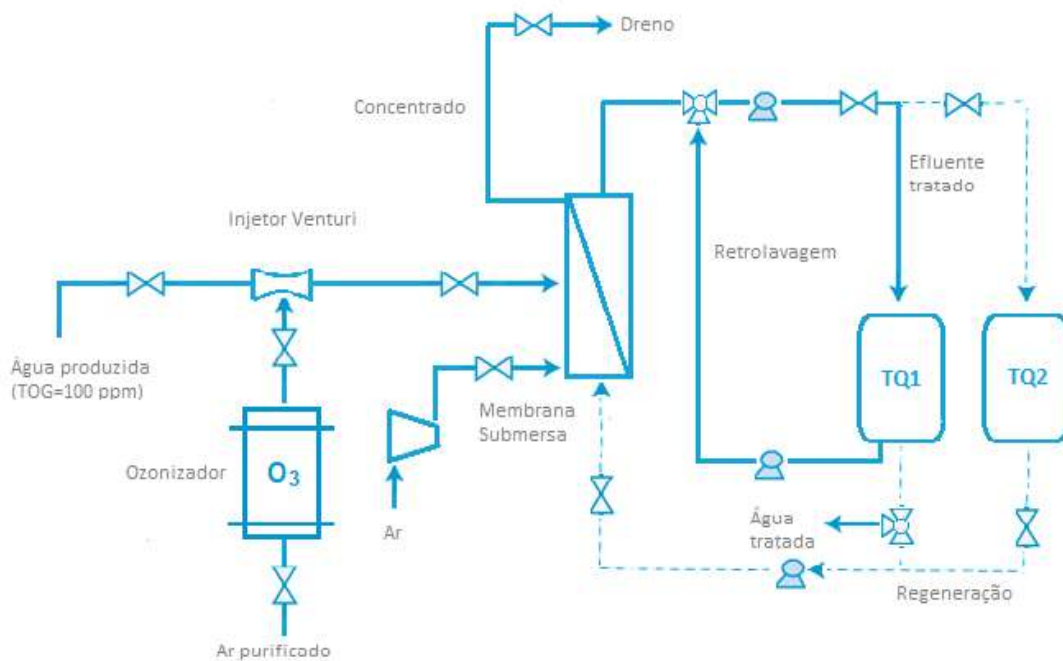 Dreno
Concentrado
Efluente
tratado
Injetor Venturi
Retrolavagem
Água produzida
(TOG=100 ppm)
TQ1
TQ2
Membrana
Submersa
Ozonizador
O₃
Ar
Água
tratada
Regeneração
Ar purificado